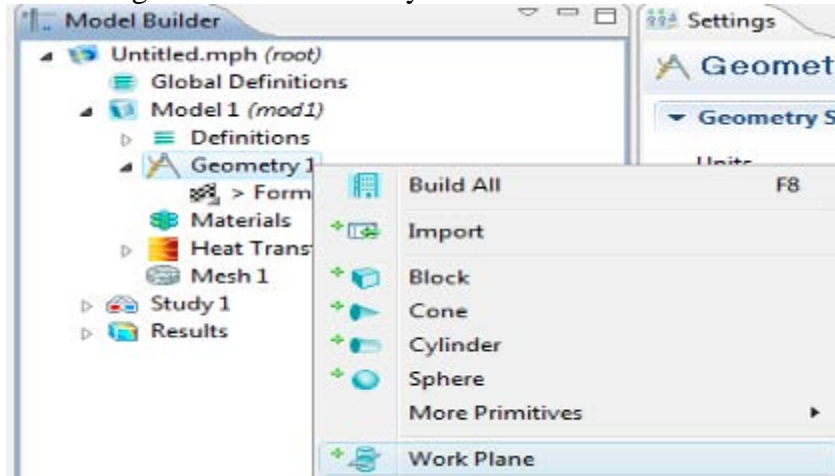 Model Builder
Settings
Untitled.mph (root)
Global Definitions
Model 1 (mod1)
Definitions
Geometry 1
> Form
Materials
Heat Trans
Mesh 1
Study 1
Results
Geomet
Geometry S
Units
Build All F8
Import
Block
Cone
Cylinder
Sphere
More Primitives
Work Plane